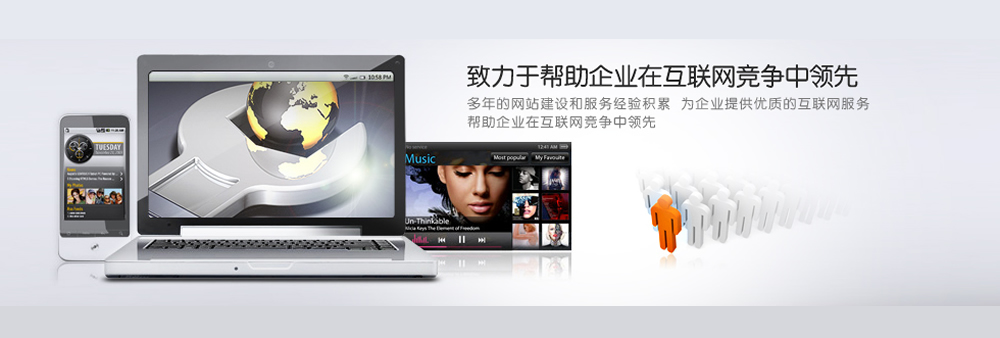 致力于帮助企业在互联网竞争中领先
多年的网站建设和服务经验积累 为企业提供优质的互联网服务
帮助企业在互联网竞争中领先
10:58 PM
TUESDAY
12:41 AM
Music
Most popular
My Favourite
Un-Thinkable
Alicia Keys The Element of Freedom